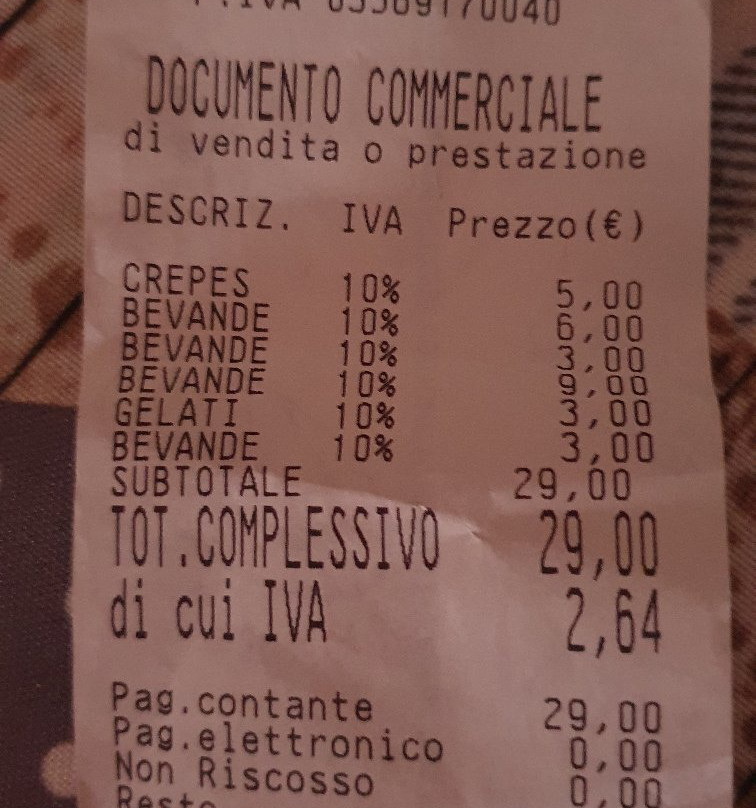 DOCUMENTO COMMERCIALE
di vendita o prestazione
DESCRIZ. IVA Prezzo(€)
CREPES 10% 5,00
BEVANDE 10% 6,00
BEVANDE 10% 3,00
BEVANDE 10% 9,00
GELATI 10% 3,00
BEVANDE 10% 3,00
SUBTOTALE 29,00
TOT.COMPLESSIVO 29,00
di cui IVA 2,64
Pag.contante 29,00
Pag.elettronico 0,00
Non Riscosso 0,00
Resto